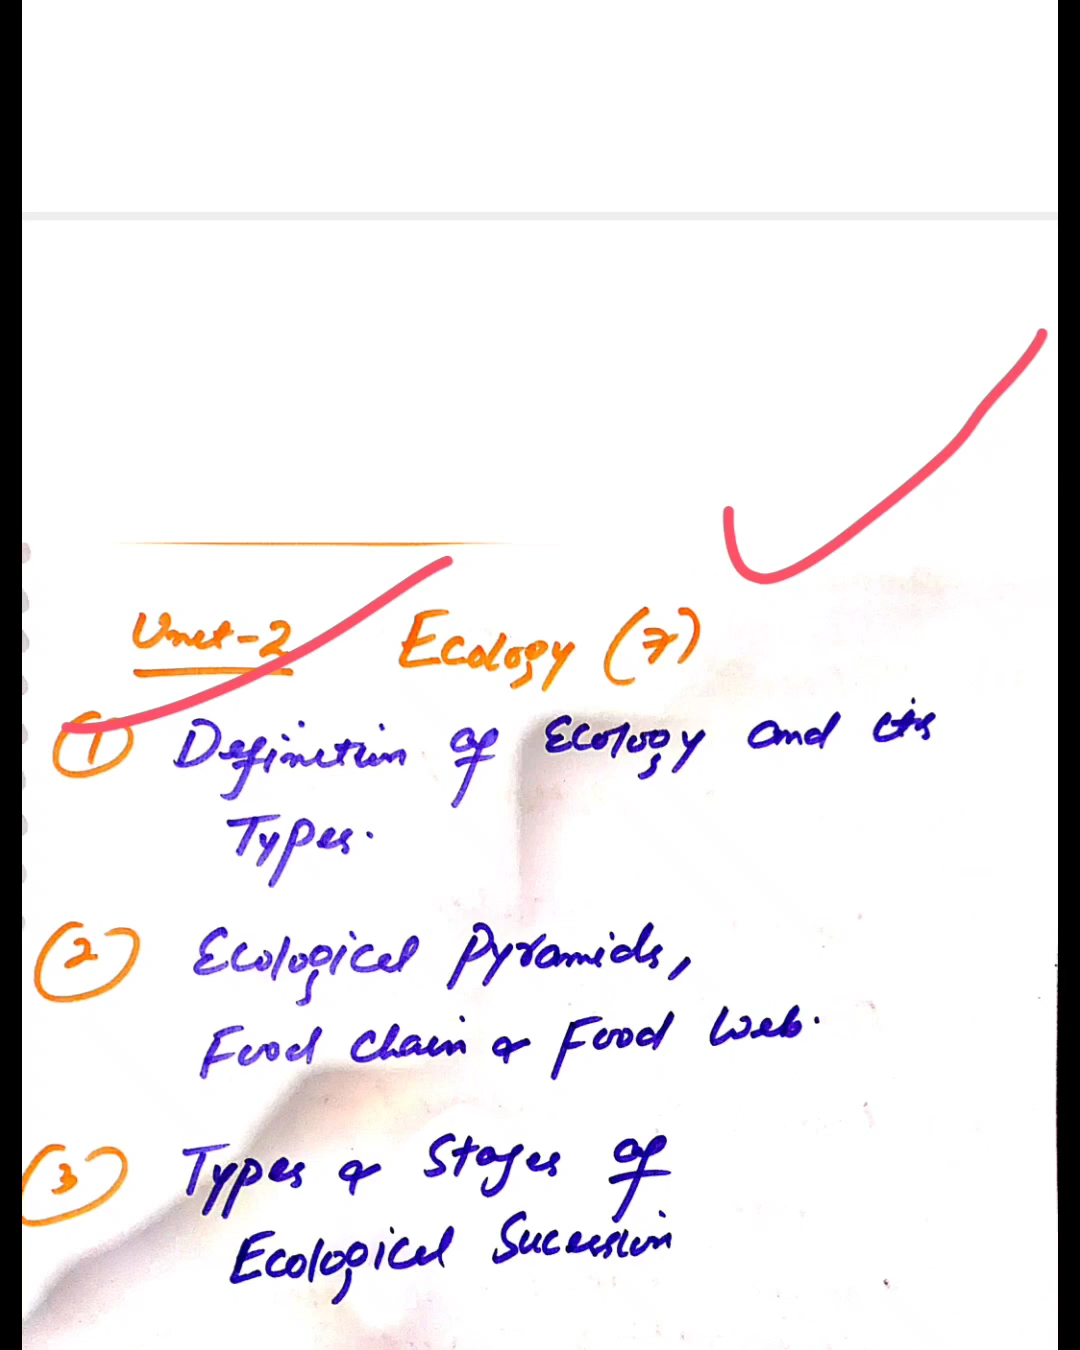 Unit-2 Ecology (7)
① Definition of Ecology and its
Types.
② Ecological Pyramids,
Food Chain & Food Web.
③ Types & Stages of
Ecological Sucession